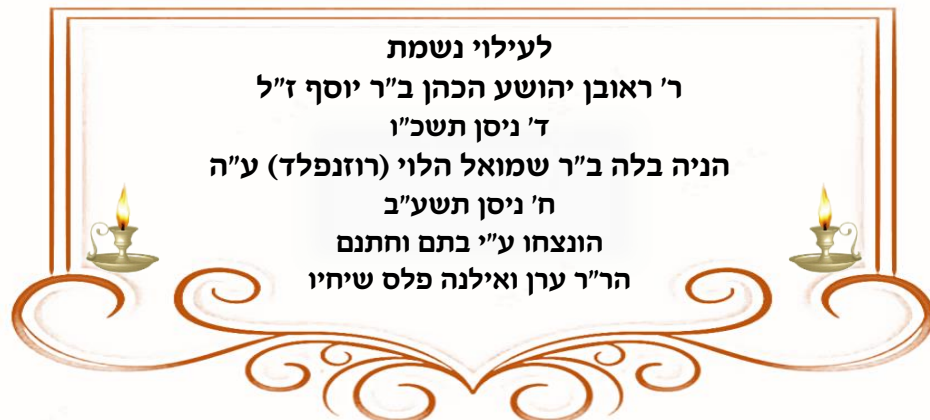 לעילוי נשמת
ר' ראובן יהושע הכהן ב"ר יוסף ז"ל
ד' ניסן תשכ"ו
הניה בלה ב"ר שמואל הלוי (רוזנפלד) ע"ה
ח' ניסן תשע"ב
הונצחו ע"י בתם וחתנם
הר"ר ערן ואילנה פלס שיחיו